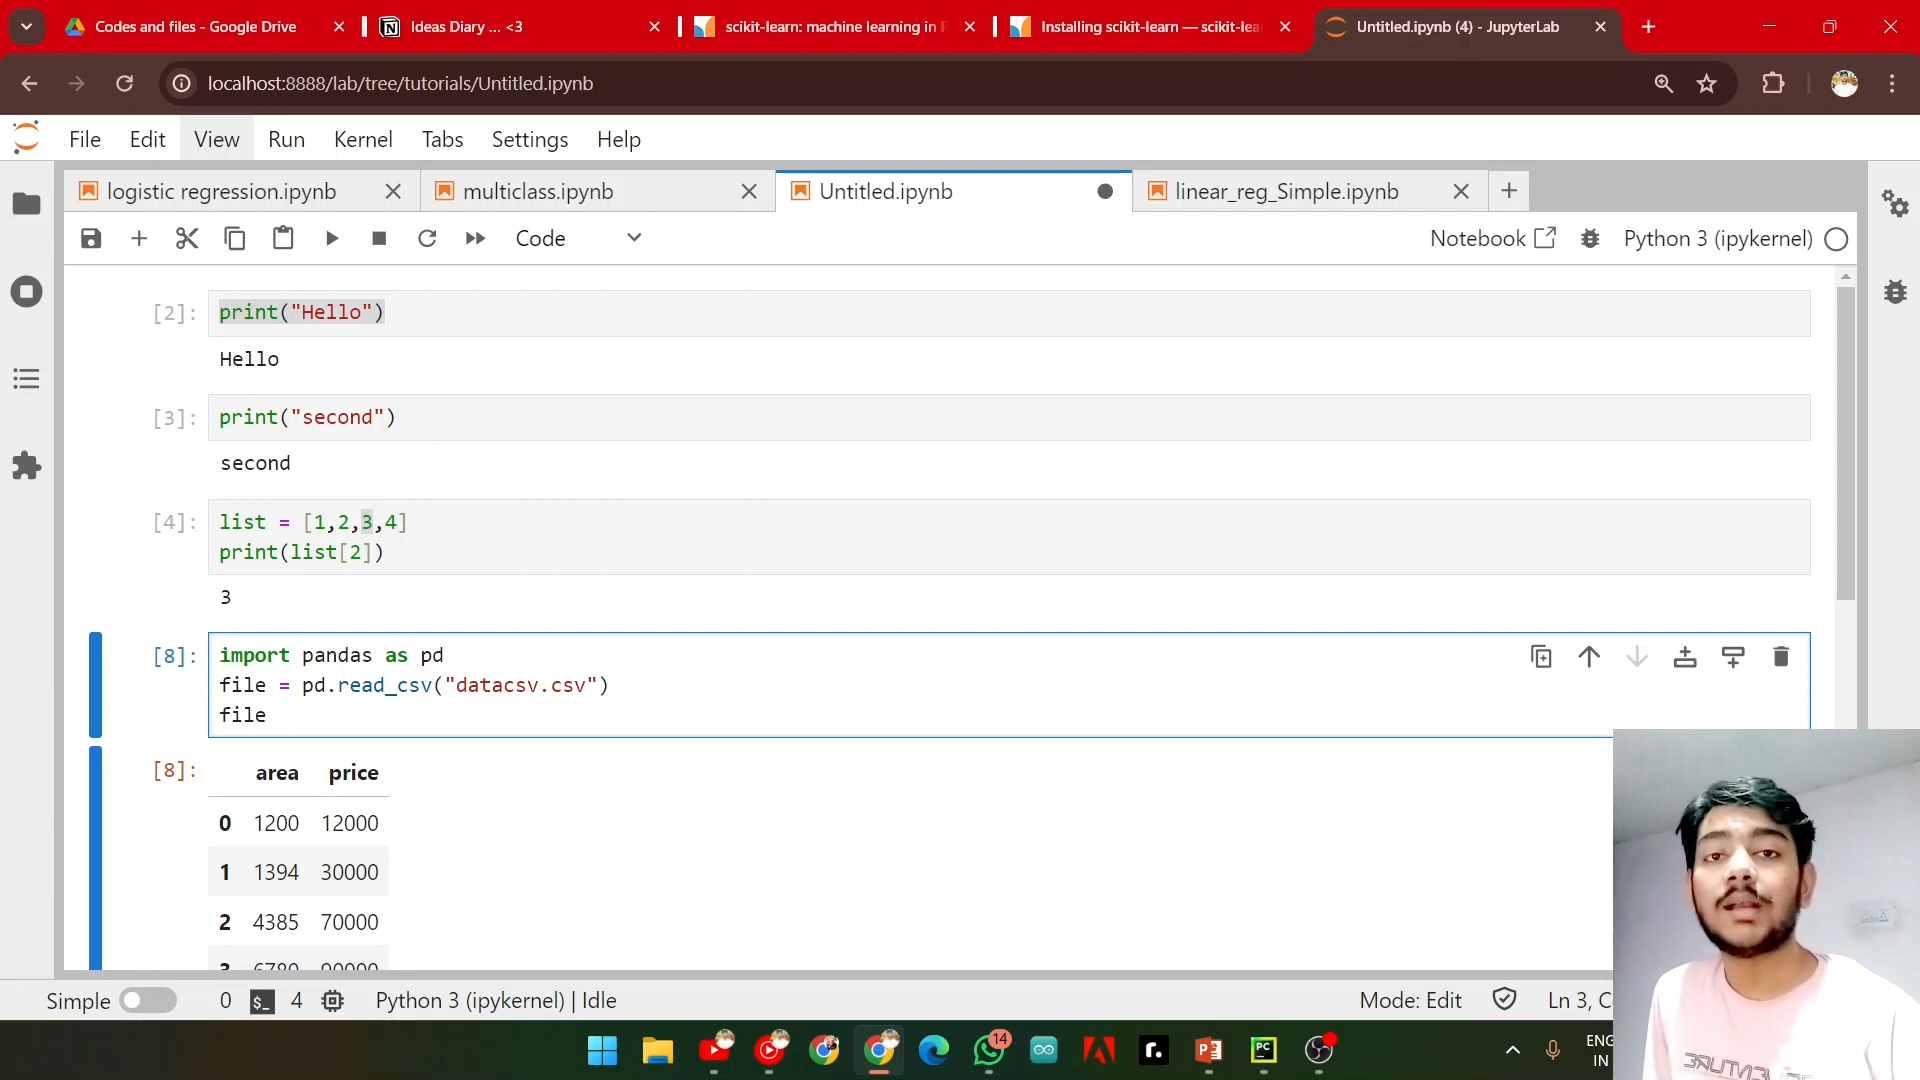 Codes and files - Google Drive
Ideas Diary ... <3
scikit-learn: machine learning in P
Installing scikit-learn — scikit-lea
Untitled.ipynb (4) - JupyterLab
localhost:8888/lab/tree/tutorials/Untitled.ipynb
File Edit View Run Kernel Tabs Settings Help
logistic regression.ipynb
multiclass.ipynb
Untitled.ipynb
linear_reg_Simple.ipynb
Code
Notebook
Python 3 (ipykernel)
[2]: print("Hello")
Hello
[3]: print("second")
second
[4]: list = [1,2,3,4]
print(list[2])
3
[8]: import pandas as pd
file = pd.read_csv("datacsv.csv")
file
[8]: area price
0 1200 12000
1 1394 30000
2 4385 70000
3 6780 90000
Simple 0 $_ 4 Python 3 (ipykernel) | Idle
Mode: Edit Ln 3, C
14
PC
ENG
IN